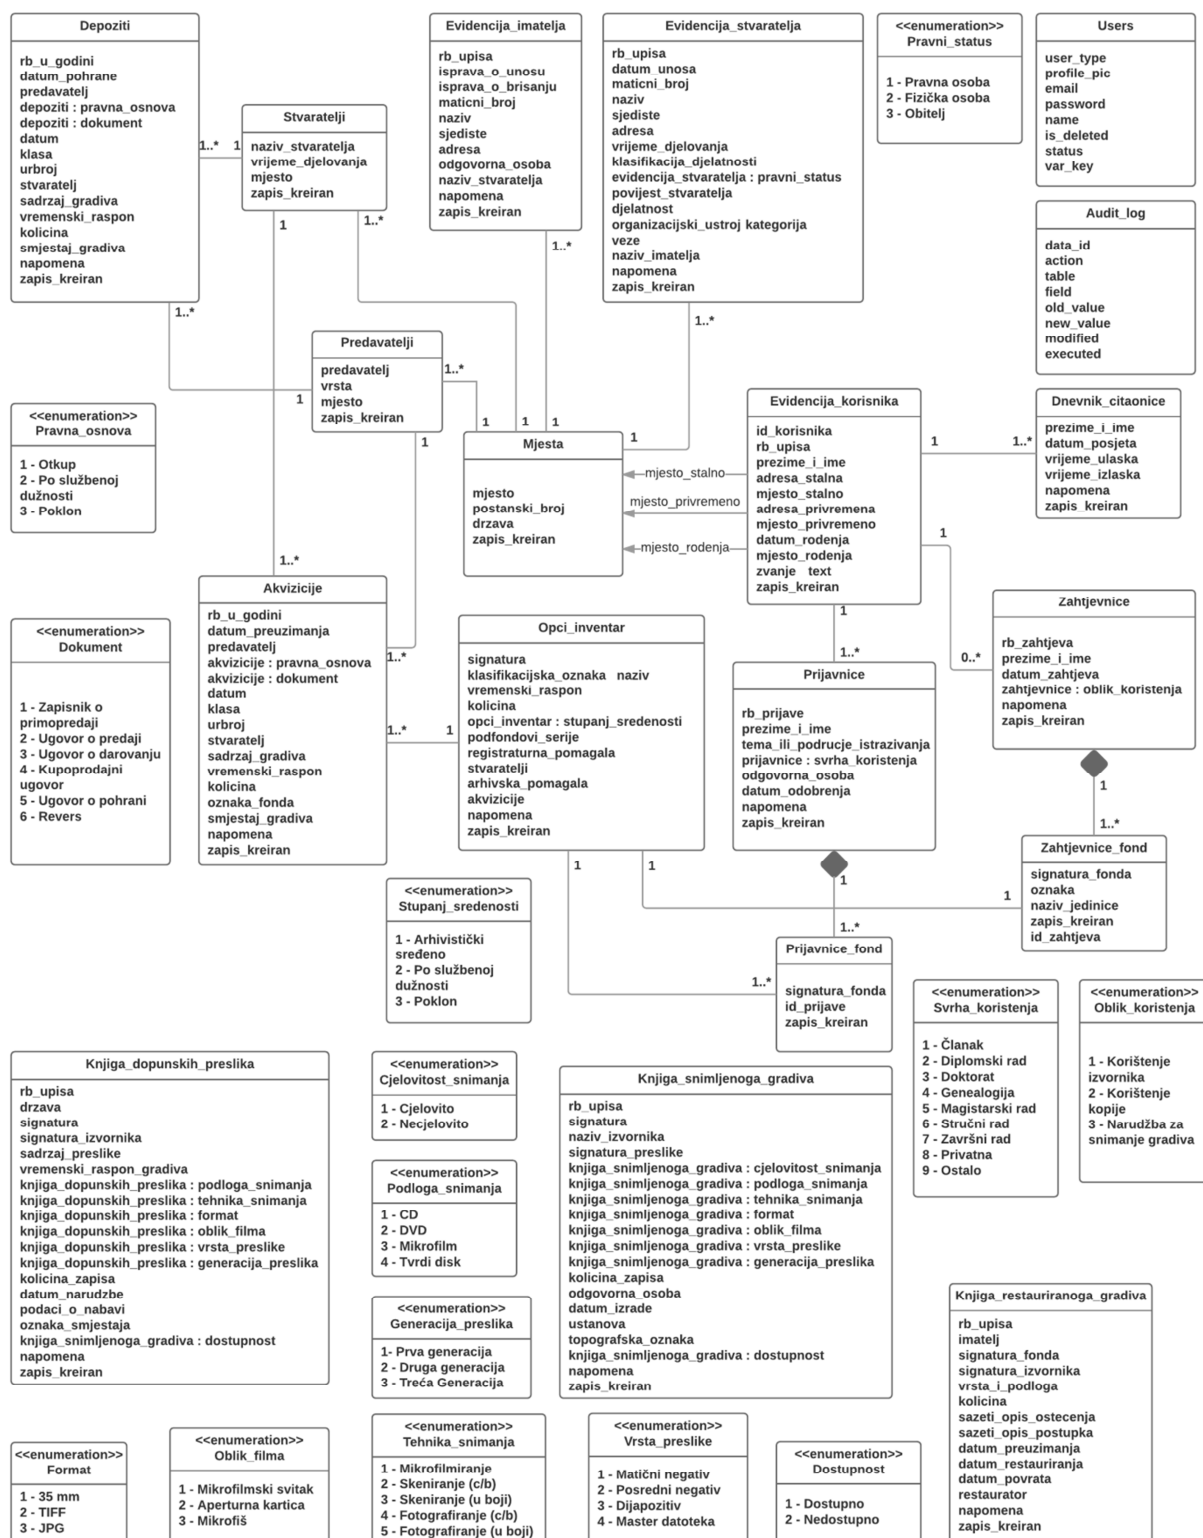 Depoziti
rb_u_godini
datum_pohrane
predavatelj
depoziti : pravna_osnova
depoziti : dokument
datum
klasa
urbroj
stvaratelj
sadrzaj_gradiva
vremenski_raspon
kolicina
smjestaj_gradiva
napomena
zapis_kreiran
1..*
1
1..*
Stvaratelji
naziv_stvaratelja
vrijeme_djelovanja
mjesto
zapis_kreiran
1
1..*
Evidencija_imatelja
rb_upisa
isprava_o_unosu
isprava_o_brisanju
maticni_broj
naziv
sjediste
adresa
odgovorna_osoba
naziv_stvaratelja
napomena
zapis_kreiran
1..*
Evidencija_stvaratelja
rb_upisa
datum_unosa
maticni_broj
naziv
sjediste
adresa
vrijeme_djelovanja
klasifikacija_djelatnosti
evidencija_stvaratelja : pravni_status
povijest_stvaratelja
djelatnost
organizacijski_ustroj kategorija
veze
naziv_imatelja
napomena
zapis_kreiran
1..*
<<enumeration>>
Pravni_status
1 - Pravna osoba
2 - Fizička osoba
3 - Obitelj
Users
user_type
profile_pic
email
password
name
is_deleted
status
var_key
Audit_log
data_id
action
table
field
old_value
new_value
modified
executed
Predavatelji
predavatelj
vrsta
mjesto
zapis_kreiran
1..*
1
1
<<enumeration>>
Pravna_osnova
1 - Otkup
2 - Po službenoj
dužnosti
3 - Poklon
1
1
1
1
Mjesta
mjesto
postanski_broj
drzava
zapis_kreiran
mjesto_stalno
mjesto_privremeno
mjesto_rodenja
Evidencija_korisnika
id_korisnika
rb_upisa
prezime_i_ime
adresa_stalna
mjesto_stalno
adresa_privremena
mjesto_privremeno
datum_rodenja
mjesto_rodenja
zvanje text
zapis_kreiran
1
1..*
1
0..*
1
1..*
Dnevnik_citaonice
prezime_i_ime
datum_posjeta
vrijeme_ulaska
vrijeme_izlaska
napomena
zapis_kreiran
<<enumeration>>
Dokument
1 - Zapisnik o
primopredaji
2 - Ugovor o predaji
3 - Ugovor o darovanju
4 - Kupoprodajni
ugovor
5 - Ugovor o pohrani
6 - Revers
1..*
Akvizicije
rb_u_godini
datum_preuzimanja
predavatelj
akvizicije : pravna_osnova
akvizicije : dokument
datum
klasa
urbroj
stvaratelj
sadrzaj_gradiva
vremenski_raspon
kolicina
oznaka_fonda
smjestaj_gradiva
napomena
zapis_kreiran
1..*
1..*
1
Opci_inventar
signatura
klasifikacijska_oznaka naziv
vremenski_raspon
kolicina
opci_inventar : stupanj_sredenosti
podfondovi_serije
registraturna_pomagala
stvaratelji
arhivska_pomagala
akvizicije
napomena
zapis_kreiran
1
1
Prijavnice
rb_prijave
prezime_i_ime
tema_ili_podrucje_istrazivanja
prijavnice : svrha_koristenja
odgovorna_osoba
datum_odobrenja
napomena
zapis_kreiran
1
1..*
Zahtjevnice
rb_zahtjeva
prezime_i_ime
datum_zahtjeva
zahtjevnice : oblik_koristenja
napomena
zapis_kreiran
1
1..*
Zahtjevnice_fond
signatura_fonda
oznaka
naziv_jedinice
zapis_kreiran
id_zahtjeva
1
<<enumeration>>
Stupanj_sredenosti
1 - Arhivistički
sređeno
2 - Po službenoj
dužnosti
3 - Poklon
Prijavnice_fond
signatura_fonda
id_prijave
zapis_kreiran
1..*
<<enumeration>>
Svrha_koristenja
1 - Članak
2 - Diplomski rad
3 - Doktorat
4 - Genealogija
5 - Magistarski rad
6 - Stručni rad
7 - Završni rad
8 - Privatna
9 - Ostalo
<<enumeration>>
Oblik_koristenja
1 - Korištenje
izvornika
2 - Korištenje
kopije
3 - Narudžba za
snimanje gradiva
Knjiga_dopunskih_preslika
rb_upisa
drzava
signatura
signatura_izvornika
sadrzaj_preslike
vremenski_raspon_gradiva
knjiga_dopunskih_preslika : podloga_snimanja
knjiga_dopunskih_preslika : tehnika_snimanja
knjiga_dopunskih_preslika : format
knjiga_dopunskih_preslika : oblik_filma
knjiga_dopunskih_preslika : vrsta_preslike
knjiga_dopunskih_preslika : generacija_preslika
kolicina_zapisa
datum_narudzbe
podaci_o_nabavi
oznaka_smjestaja
knjiga_snimljenoga_gradiva : dostupnost
napomena
zapis_kreiran
<<enumeration>>
Cjelovitost_snimanja
1 - Cjelovito
2 - Necjelovito
<<enumeration>>
Podloga_snimanja
1 - CD
2 - DVD
3 - Mikrofilm
4 - Tvrdi disk
<<enumeration>>
Generacija_preslika
1- Prva generacija
2 - Druga generacija
3 - Treća Generacija
Knjiga_snimljenoga_gradiva
rb_upisa
signatura
naziv_izvornika
signatura_preslike
knjiga_snimljenoga_gradiva : cjelovitost_snimanja
knjiga_snimljenoga_gradiva : podloga_snimanja
knjiga_snimljenoga_gradiva : tehnika_snimanja
knjiga_snimljenoga_gradiva : format
knjiga_snimljenoga_gradiva : oblik_filma
knjiga_snimljenoga_gradiva : vrsta_preslike
knjiga_snimljenoga_gradiva : generacija_preslika
kolicina_zapisa
odgovorna_osoba
datum_izrade
ustanova
topografska_oznaka
knjiga_snimljenoga_gradiva : dostupnost
napomena
zapis_kreiran
Knjiga_restauriranoga_gradiva
rb_upisa
imatelj
signatura_fonda
signatura_izvornika
vrsta_i_podloga
kolicina
sazeti_opis_ostecenja
sazeti_opis_postupka
datum_preuzimanja
datum_restauriranja
datum_povrata
restaurator
napomena
zapis_kreiran
<<enumeration>>
Format
1 - 35 mm
2 - TIFF
3 - JPG
<<enumeration>>
Oblik_filma
1 - Mikrofilmski svitak
2 - Aperturna kartica
3 - Mikrofiš
<<enumeration>>
Tehnika_snimanja
1 - Mikrofilmiranje
2 - Skeniranje (c/b)
3 - Skeniranje (u boji)
4 - Fotografiranje (c/b)
5 - Fotografiranje (u boji)
<<enumeration>>
Vrsta_preslike
1 - Matični negativ
2 - Posredni negativ
3 - Dijapozitiv
4 - Master datoteka
<<enumeration>>
Dostupnost
1 - Dostupno
2 - Nedostupno